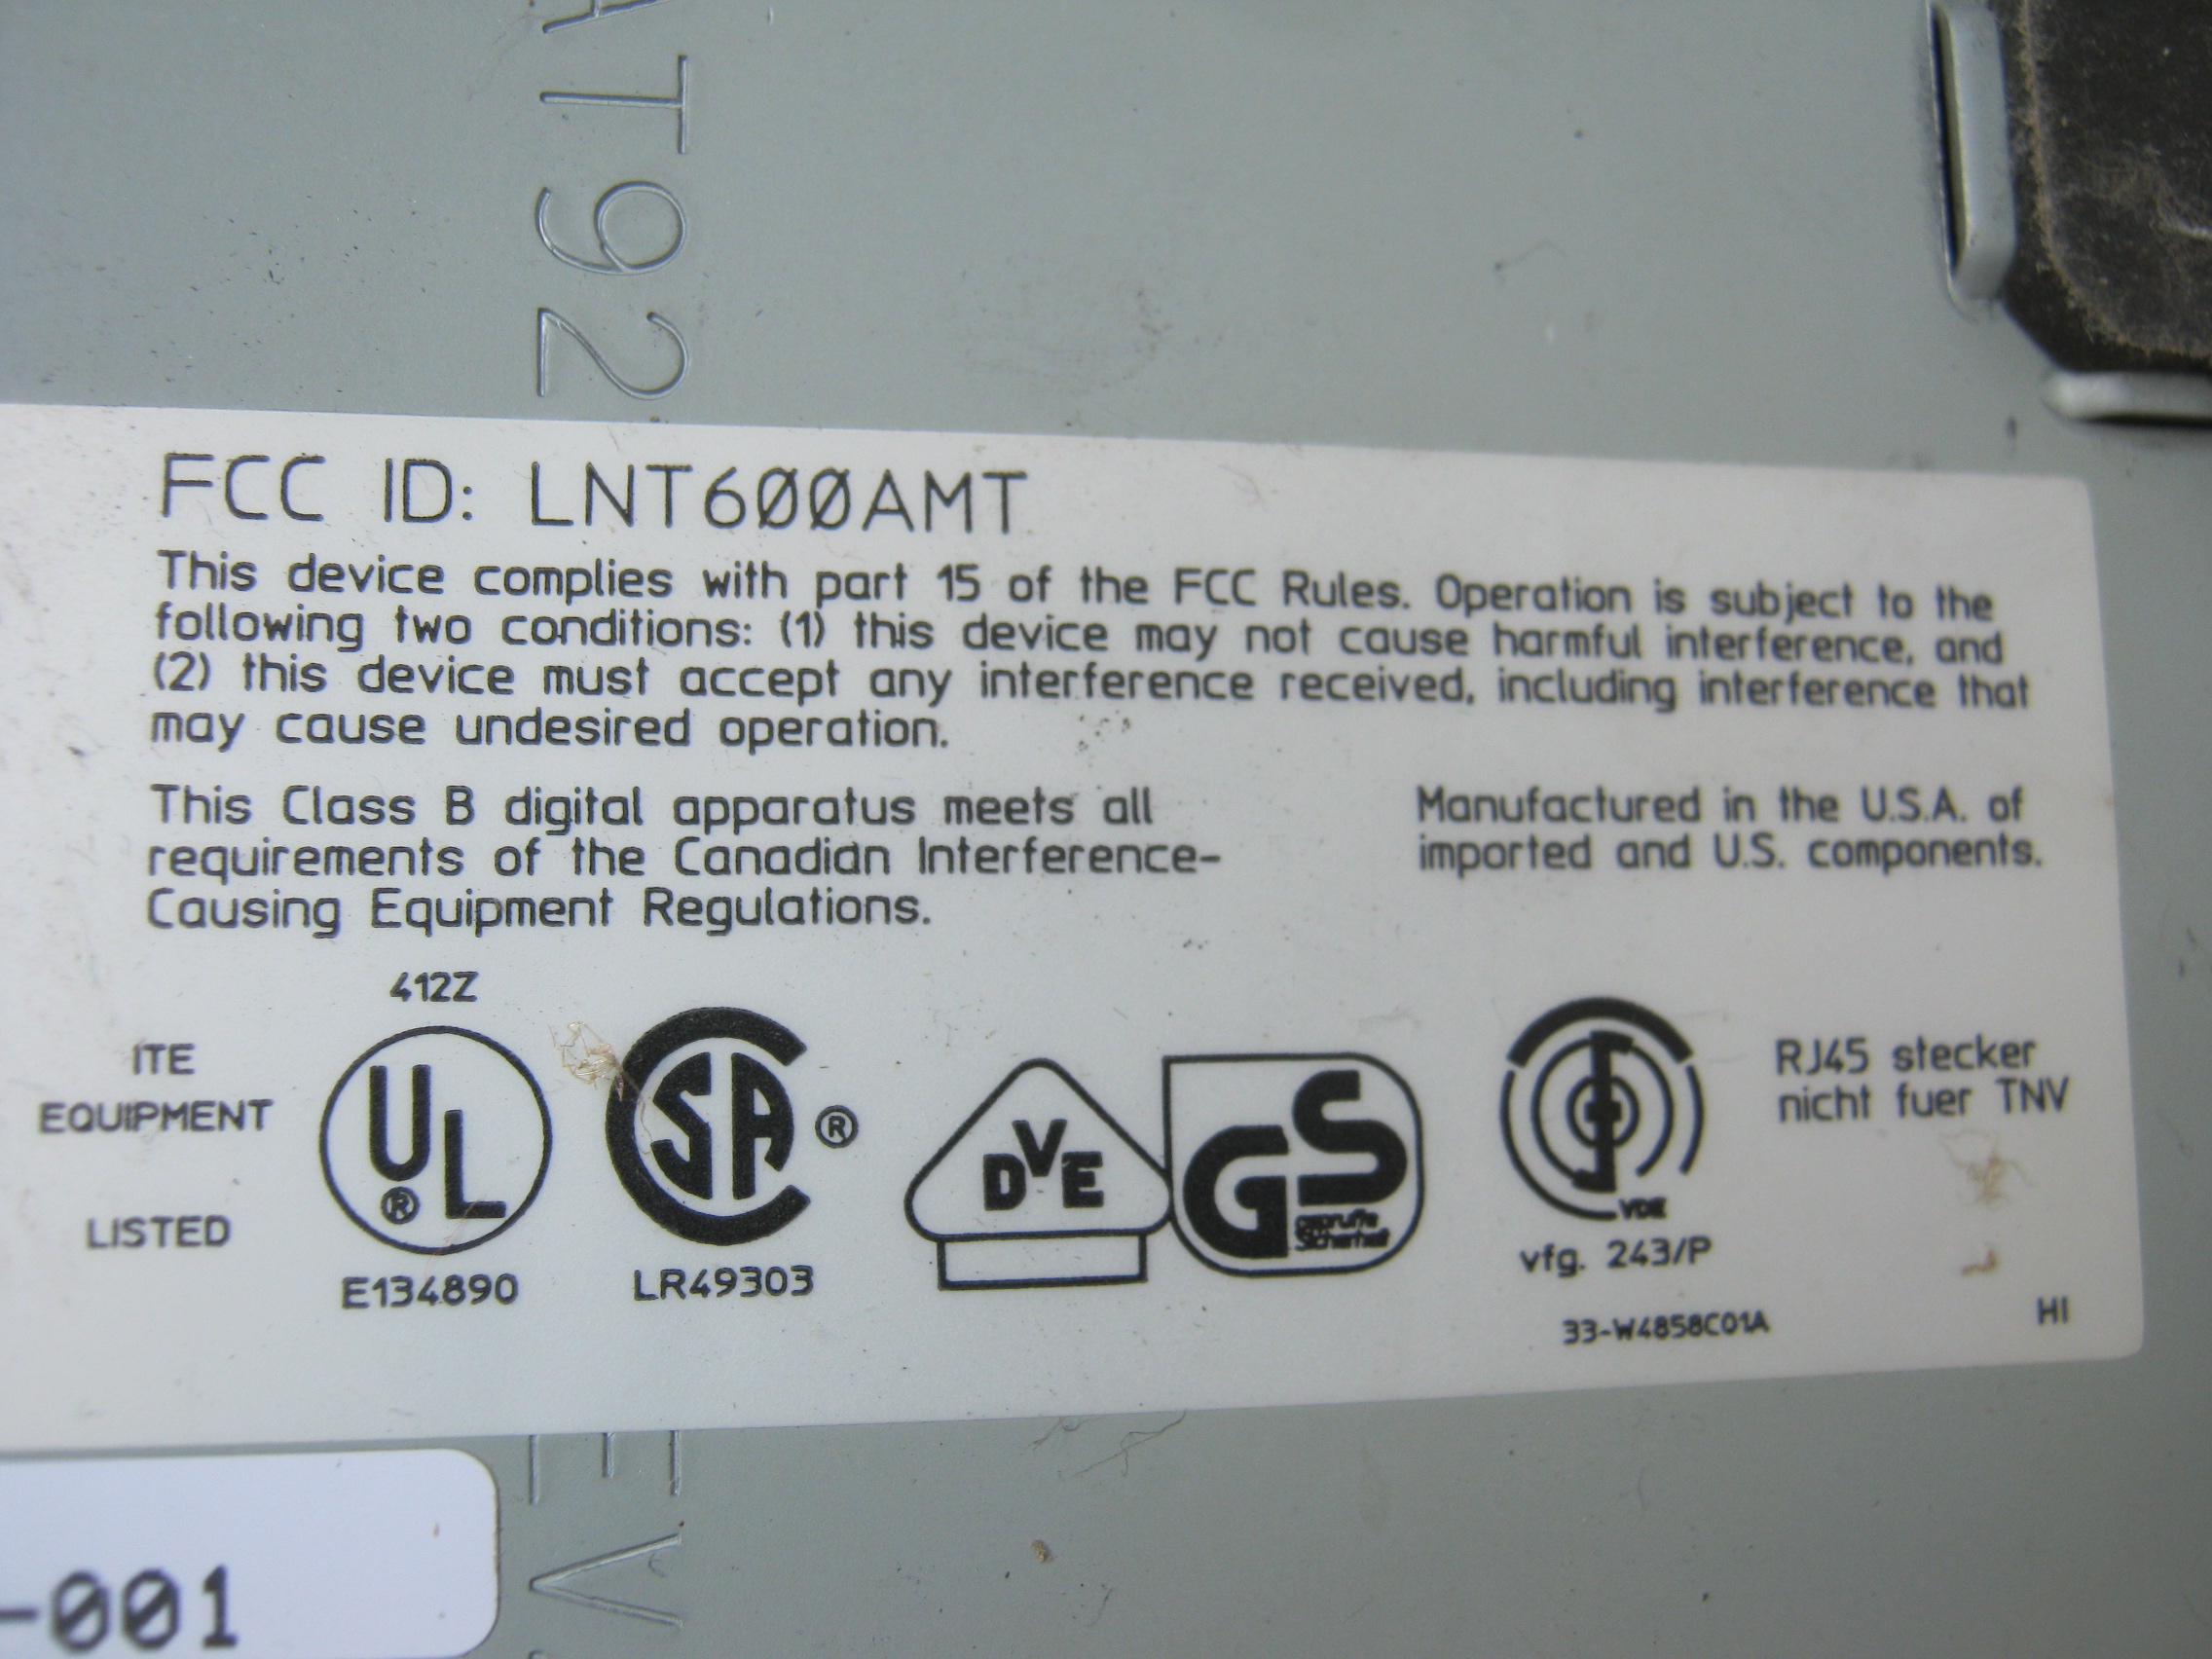 AT92
FCC ID: LNT600AMT
This device complies with part 15 of the FCC Rules. Operation is subject to the
following two conditions: (1) this device may not cause harmful interference, and
(2) this device must accept any interference received, including interference that
may cause undesired operation.
This Class B digital apparatus meets all
requirements of the Canadian Interference-
Causing Equipment Regulations.
Manufactured in the U.S.A. of
imported and U.S. components.
412Z
ITE
EQUIPMENT
LISTED
UL®
E134890
SA ®
LR49303
DVE
GS
geprufte
Sicherheit
VDE
vfg. 243/P
RJ45 stecker
nicht fuer TNV
33-W4858C01A
HI
EV.
-001